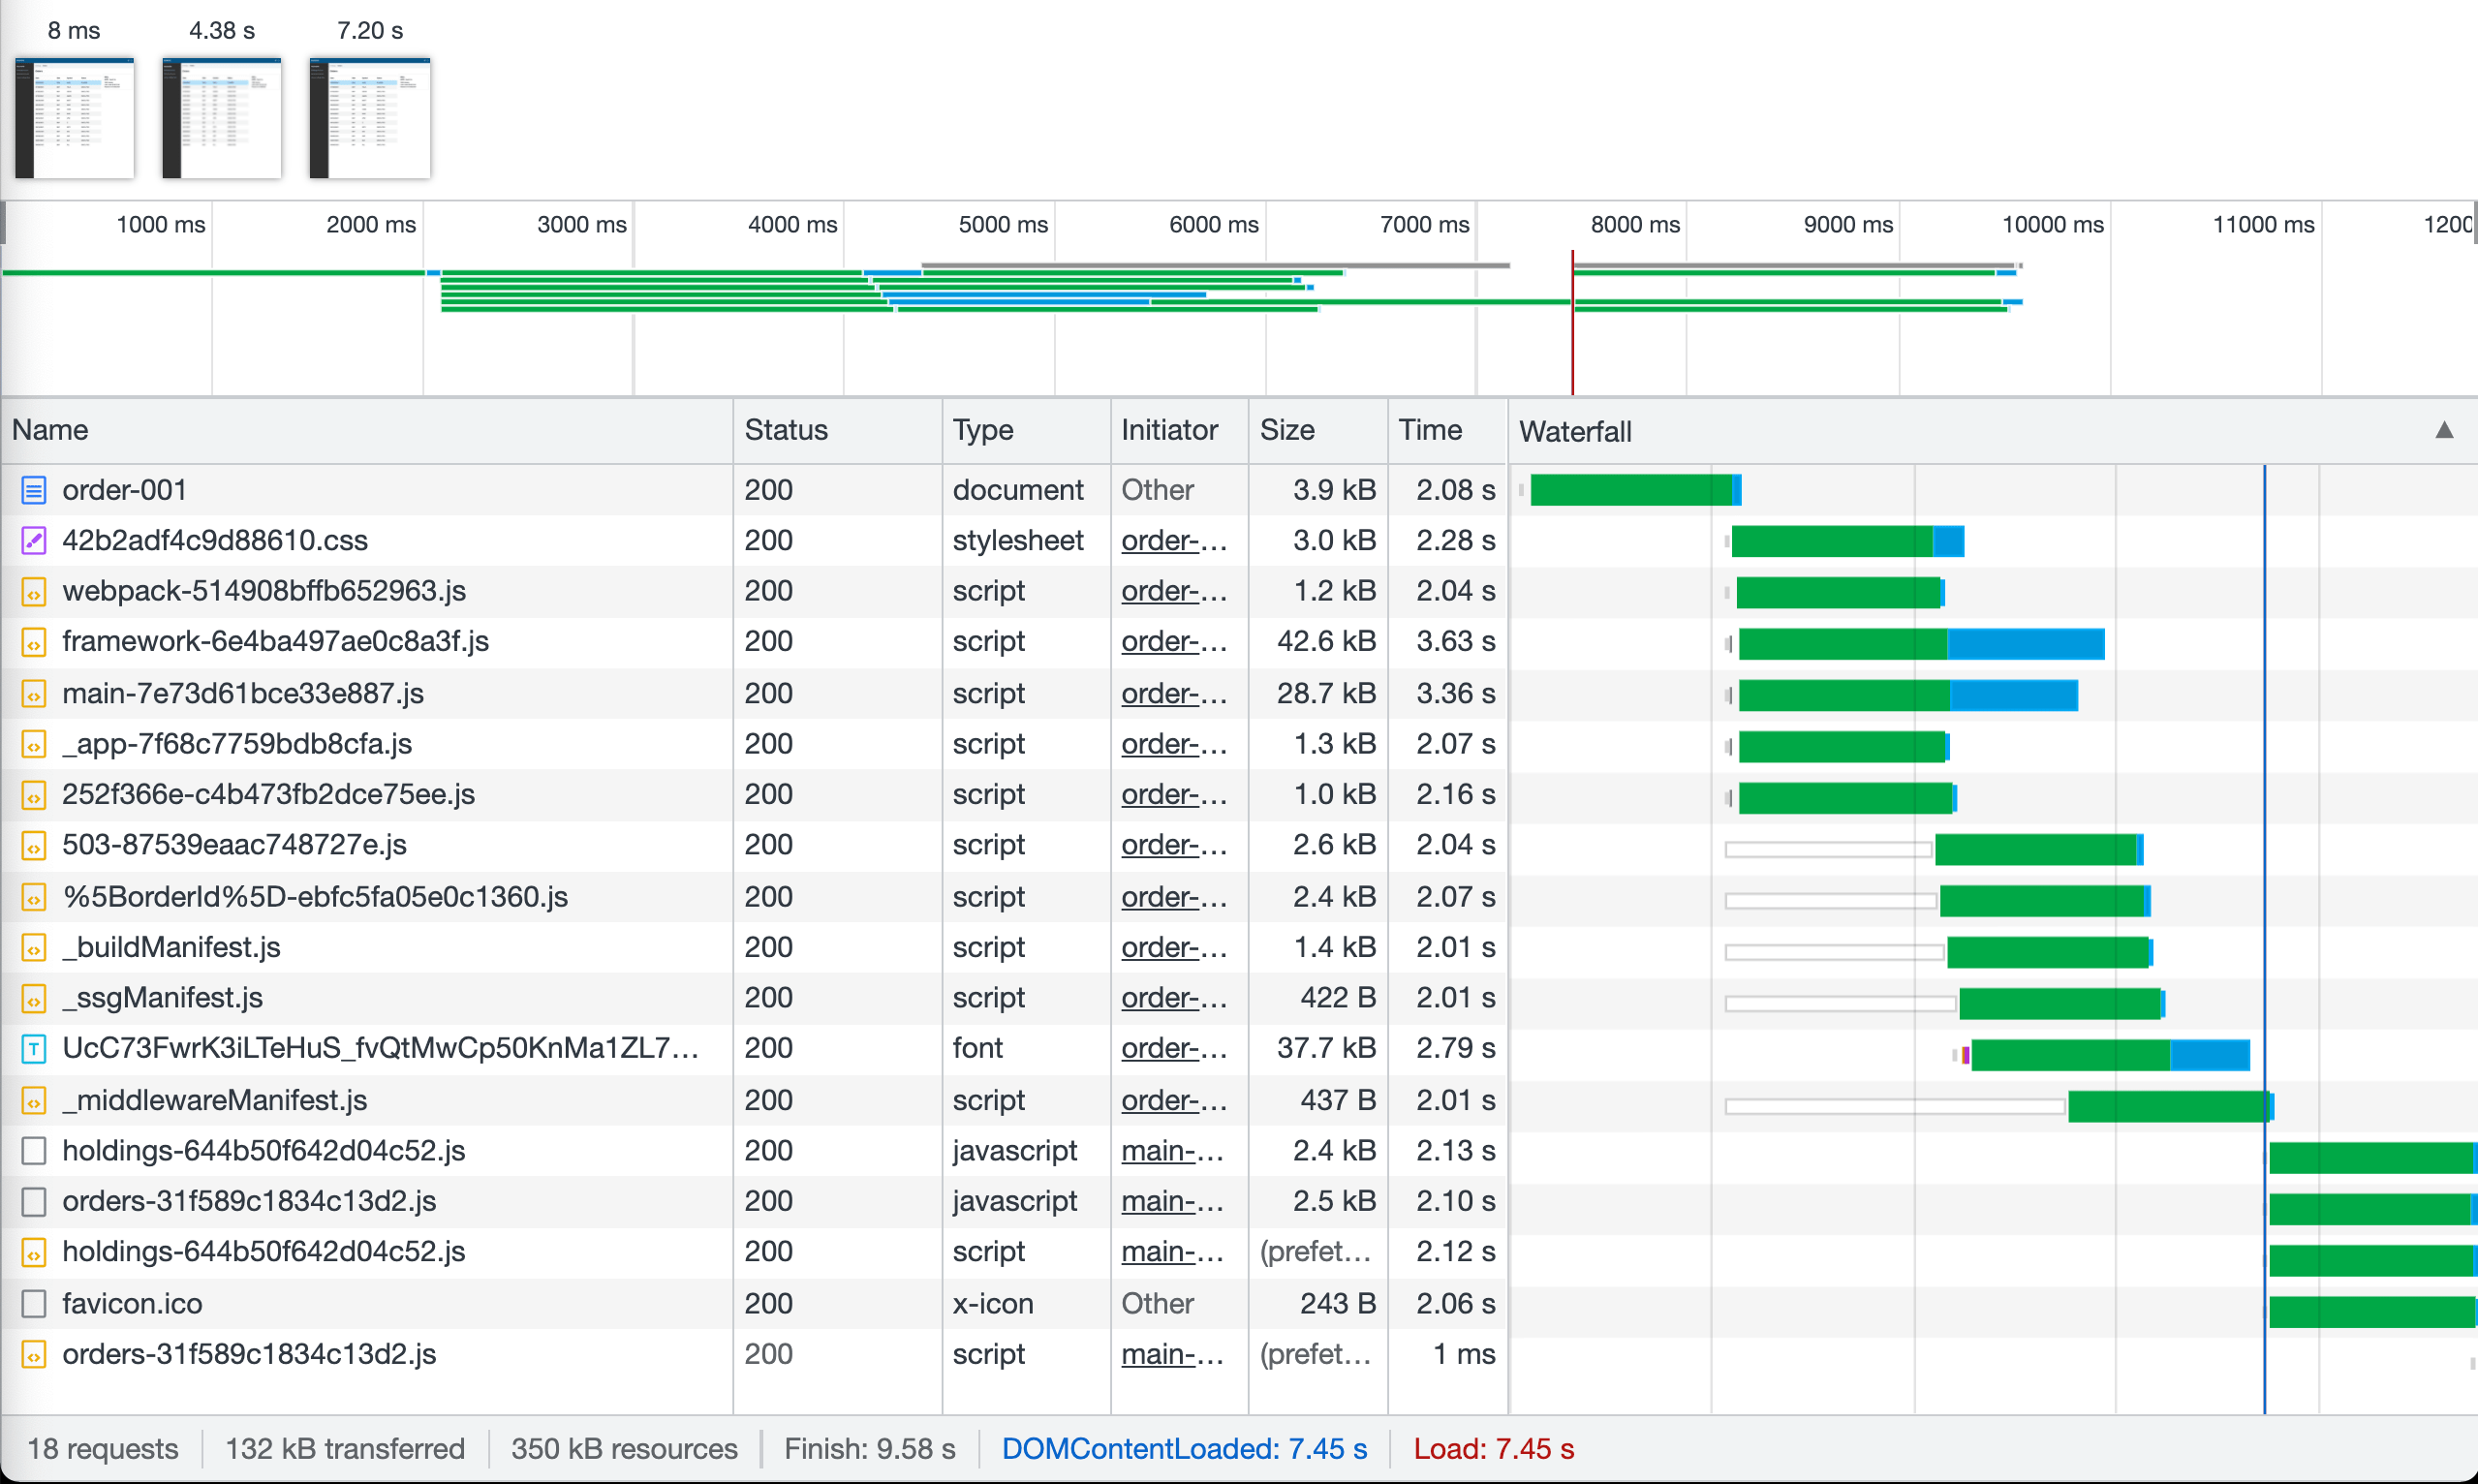 8 ms 4.38 s 7.20 s
1000 ms 2000 ms 3000 ms 4000 ms 5000 ms 6000 ms 7000 ms 8000 ms 9000 ms 10000 ms 11000 ms 1200
Name Status Type Initiator Size Time Waterfall ▲
order-001 200 document Other 3.9 kB 2.08 s
42b2adf4c9d88610.css 200 stylesheet order-... 3.0 kB 2.28 s
webpack-514908bffb652963.js 200 script order-... 1.2 kB 2.04 s
framework-6e4ba497ae0c8a3f.js 200 script order-... 42.6 kB 3.63 s
main-7e73d61bce33e887.js 200 script order-... 28.7 kB 3.36 s
_app-7f68c7759bdb8cfa.js 200 script order-... 1.3 kB 2.07 s
252f366e-c4b473fb2dce75ee.js 200 script order-... 1.0 kB 2.16 s
503-87539eaac748727e.js 200 script order-... 2.6 kB 2.04 s
%5BorderId%5D-ebfc5fa05e0c1360.js 200 script order-... 2.4 kB 2.07 s
_buildManifest.js 200 script order-... 1.4 kB 2.01 s
_ssgManifest.js 200 script order-... 422 B 2.01 s
UcC73FwrK3iLTeHuS_fvQtMwCp50KnMa1ZL7... 200 font order-... 37.7 kB 2.79 s
_middlewareManifest.js 200 script order-... 437 B 2.01 s
holdings-644b50f642d04c52.js 200 javascript main-... 2.4 kB 2.13 s
orders-31f589c1834c13d2.js 200 javascript main-... 2.5 kB 2.10 s
holdings-644b50f642d04c52.js 200 script main-... (prefet... 2.12 s
favicon.ico 200 x-icon Other 243 B 2.06 s
orders-31f589c1834c13d2.js 200 script main-... (prefet... 1 ms
18 requests 132 kB transferred 350 kB resources Finish: 9.58 s DOMContentLoaded: 7.45 s Load: 7.45 s